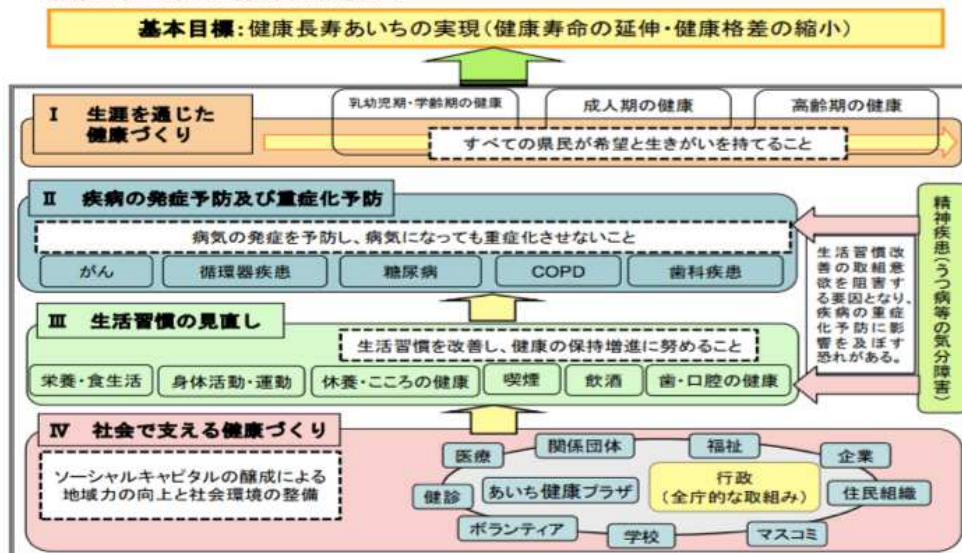 基本目標:健康長寿あいちの実現(健康寿命の延伸・健康格差の縮小)
Ⅰ 生涯を通じた
健康づくり
乳幼児期・学齢期の健康
成人期の健康
高齢期の健康
すべての県民が希望と生きがいを持てること
Ⅱ 疾病の発症予防及び重症化予防
病気の発症を予防し、病気になっても重症化させないこと
がん
循環器疾患
糖尿病
COPD
歯科疾患
Ⅲ 生活習慣の見直し
生活習慣を改善し、健康の保持増進に努めること
栄養・食生活
身体活動・運動
休養・こころの健康
喫煙
飲酒
歯・口腔の健康
生活習慣改
善の取組意
欲を阻害す
る要因となり、
疾病の重症
化予防に影
響を及ぼす
恐れがある。
精神疾患(うつ病等の気分障害)
Ⅳ 社会で支える健康づくり
ソーシャルキャピタルの醸成による
地域力の向上と社会環境の整備
医療
関係団体
福祉
企業
健診
あいち健康プラザ
行政
(全庁的な取組み)
住民組織
ボランティア
学校
マスコミ